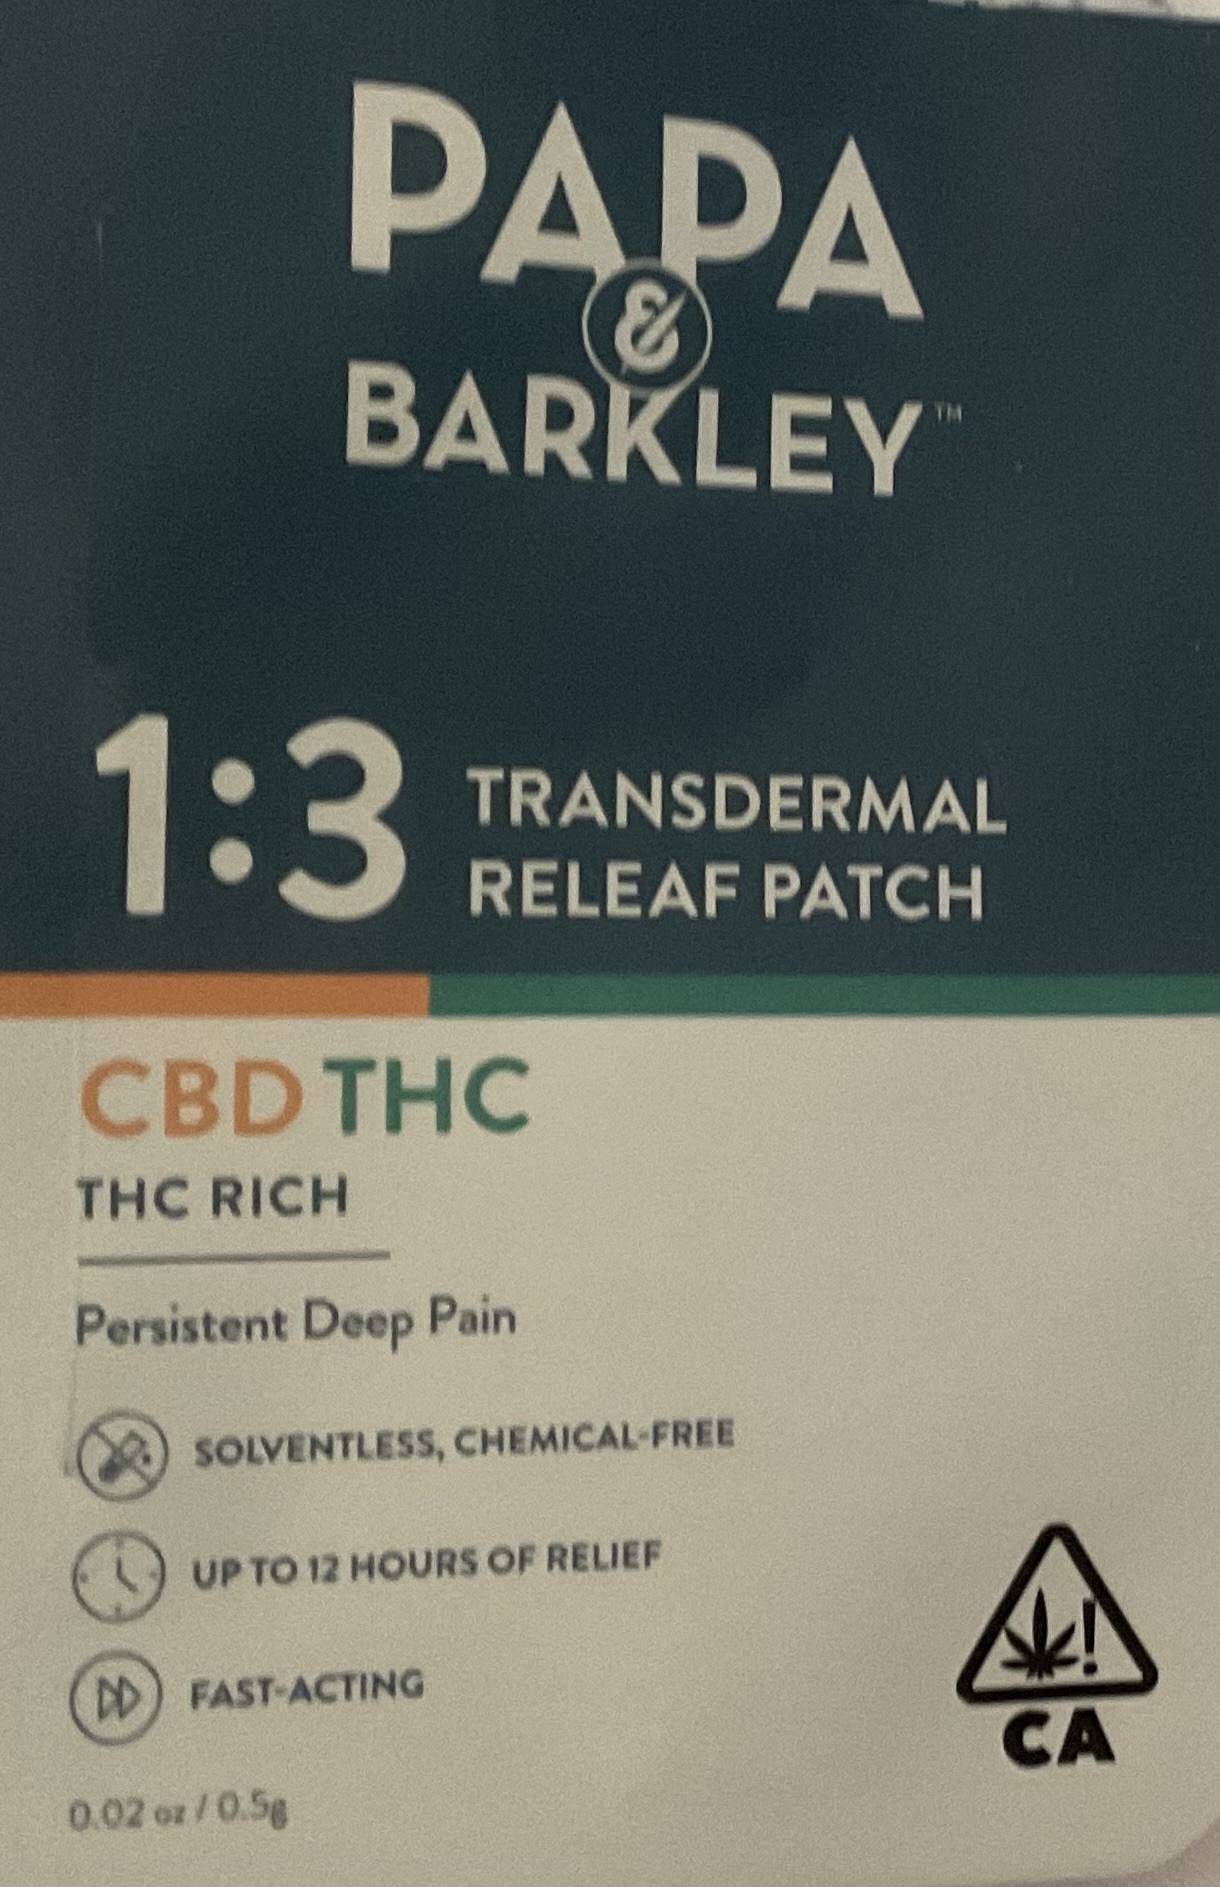 PAPA
&
BARKLEY™
1:3 TRANSDERMAL
RELEAF PATCH
CBD THC
THC RICH
Persistent Deep Pain
SOLVENTLESS, CHEMICAL-FREE
UP TO 12 HOURS OF RELIEF
FAST-ACTING
!
CA
0.02 oz / 0.5g